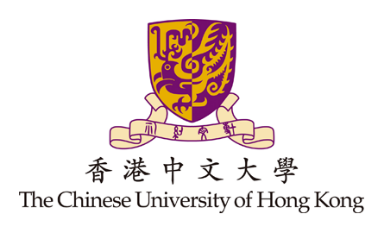 香港中文大學
The Chinese University of Hong Kong